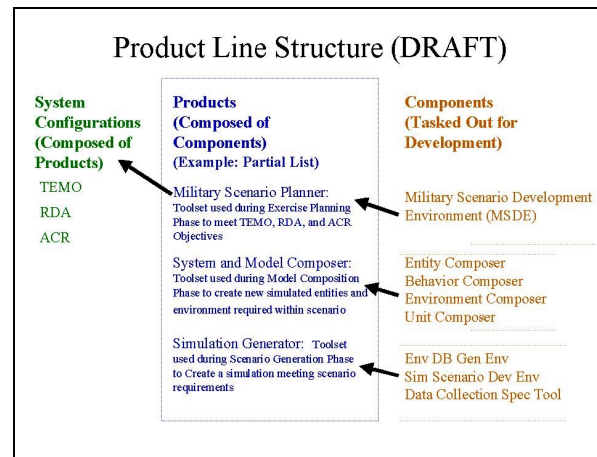 Product Line Structure (DRAFT)
System
Configurations
(Composed of
Products)
TEMO
RDA
ACR
Products
(Composed of
Components)
(Example: Partial List)
Military Scenario Planner:
Toolset used during Exercise Planning
Phase to meet TEMO, RDA, and ACR
Objectives
System and Model Composer:
Toolset used during Model Composition
Phase to create new simulated entities and
environment required within scenario
Simulation Generator: Toolset
used during Scenario Generation Phase
to Create a simulation meeting scenario
requirements
Components
(Tasked Out for
Development)
Military Scenario Development
Environment (MSDE)
Entity Composer
Behavior Composer
Environment Composer
Unit Composer
Env DB Gen Env
Sim Scenario Dev Env
Data Collection Spec Tool